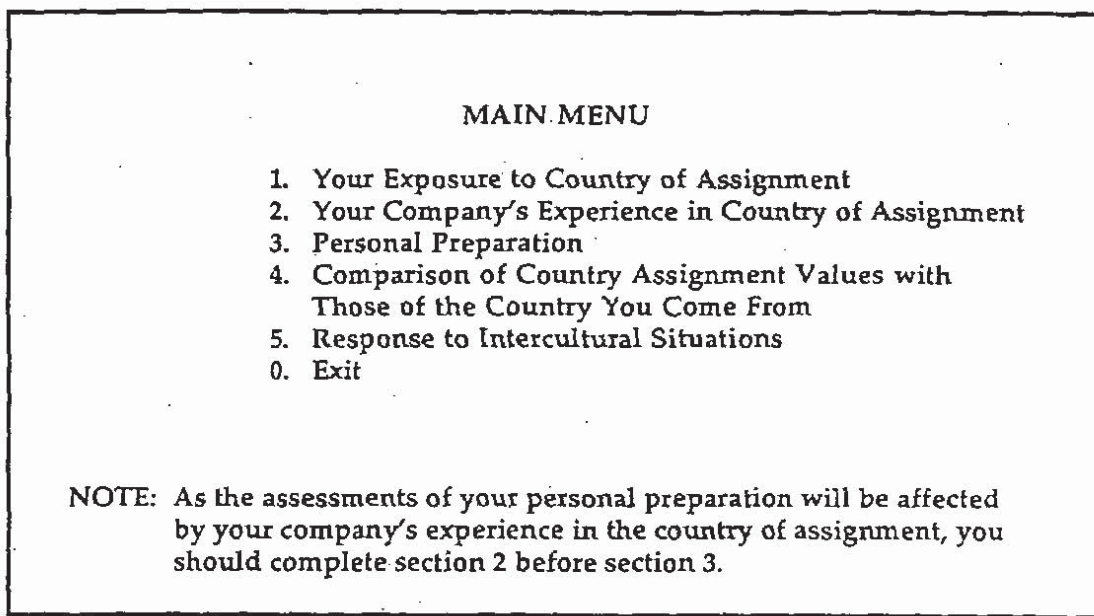 MAIN MENU
1. Your Exposure to Country of Assignment
2. Your Company's Experience in Country of Assignment
3. Personal Preparation
4. Comparison of Country Assignment Values with
Those of the Country You Come From
5. Response to Intercultural Situations
0. Exit
NOTE: As the assessments of your personal preparation will be affected
by your company's experience in the country of assignment, you
should complete section 2 before section 3.